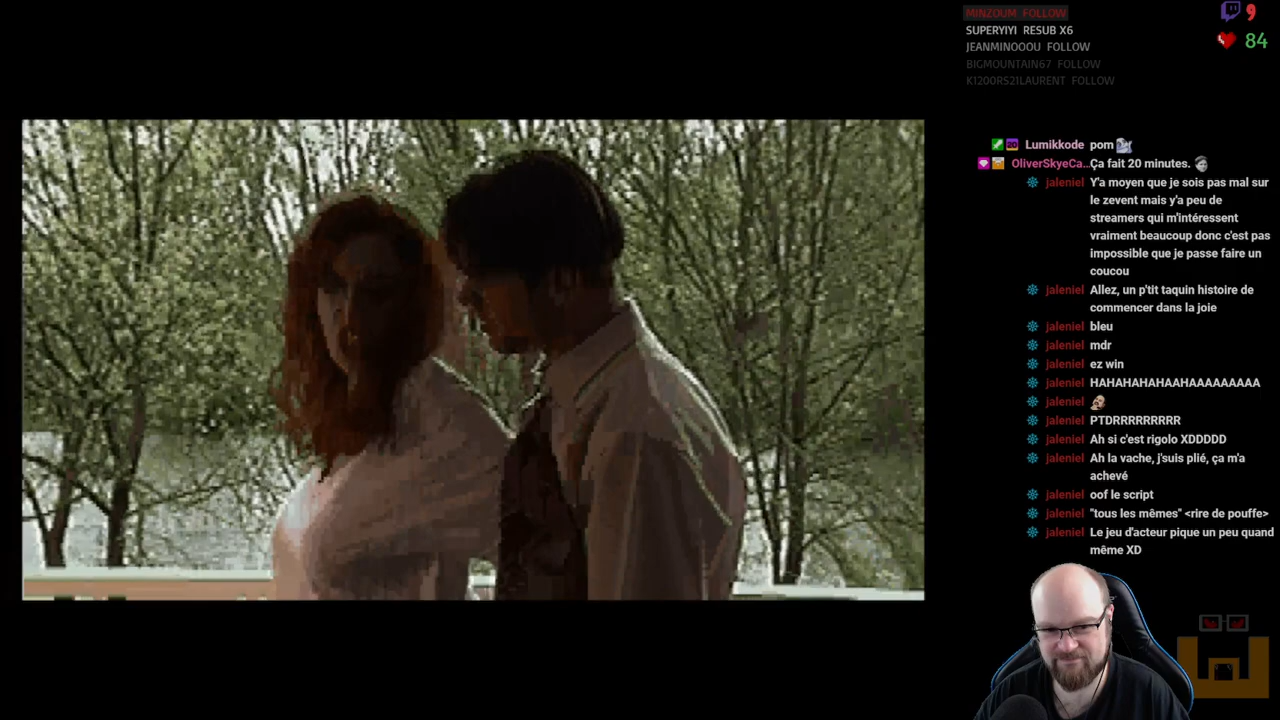 MINZOUM FOLLOW
SUPERYIYI RESUB X6
JEANMINOOOU FOLLOW
BIGMOUNTAIN67 FOLLOW
K1200RS21LAURENT FOLLOW
9
84
Lumikkode pom
OliverSkyeCa... Ça fait 20 minutes.
jaleniel Y'a moyen que je sois pas mal sur
le zevent mais y'a peu de
streamers qui m'intéressent
vraiment beaucoup donc c'est pas
impossible que je passe faire un
coucou
jaleniel Allez, un p'tit taquin histoire de
commencer dans la joie
jaleniel bleu
jaleniel mdr
jaleniel ez win
jaleniel HAHAHAHAHAAHAAAAAAAA
jaleniel
jaleniel PTDRRRRRRRRR
jaleniel Ah si c'est rigolo XDDDDD
jaleniel Ah la vache, j'suis plié, ça m'a
achevé
jaleniel oof le script
jaleniel "tous les mêmes" <rire de pouffe>
jaleniel Le jeu d'acteur pique un peu quand
même XD